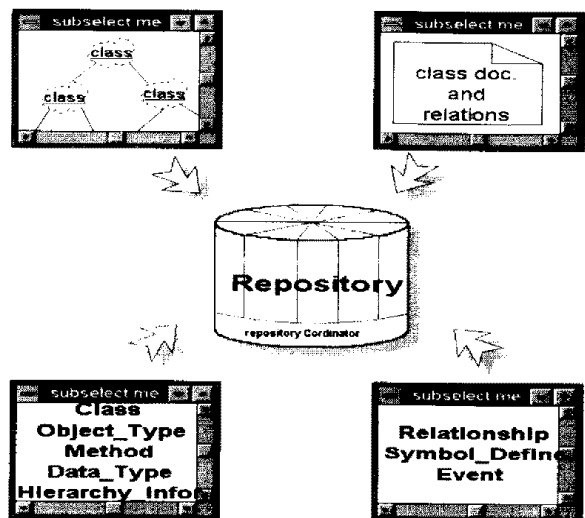 subselect me
class
class
class
subselect me
class doc.
and
relations
Repository
repository Cordinator
subselect me
Class
Object_Type
Method
Data_Type
Hierarchy_Infor
subselect me
Relationship
Symbol_Define
Event